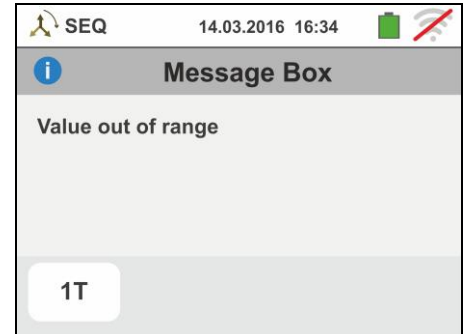 SEQ 14.03.2016 16:34
Message Box
Value out of range
1T